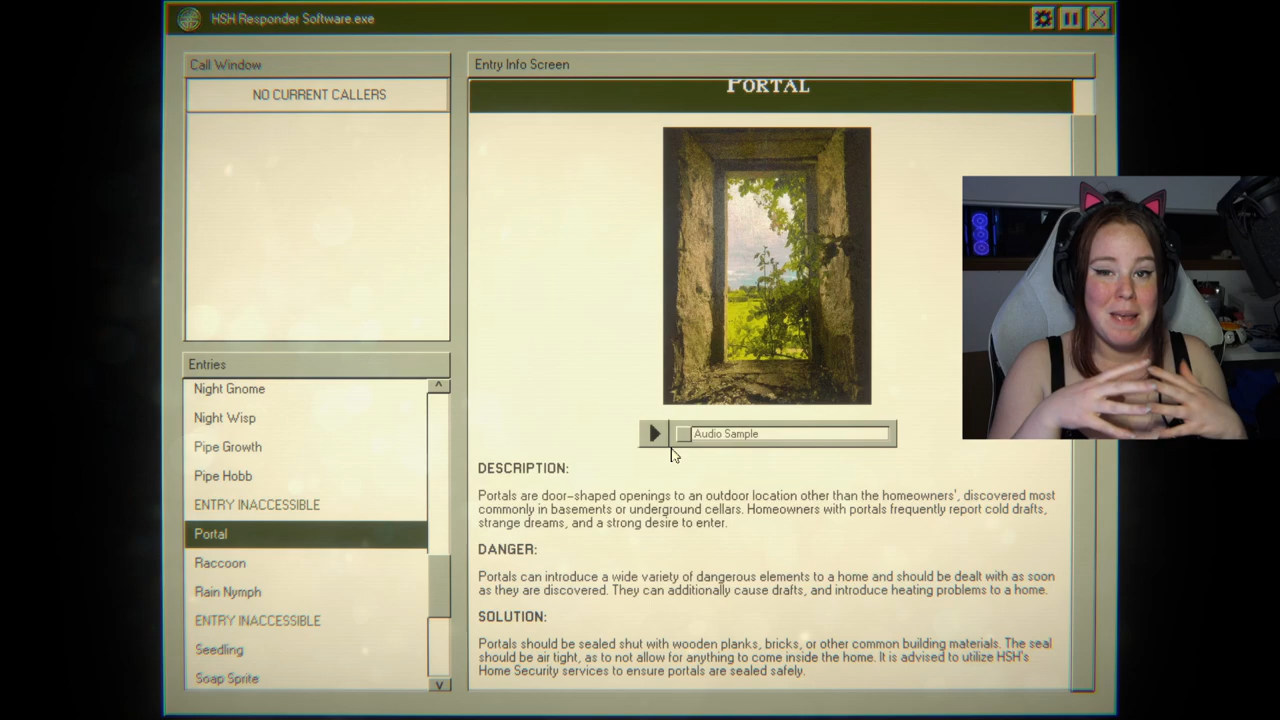 HSH Responder Software.exe
Call Window
NO CURRENT CALLERS
Entries
Night Gnome
Night Wisp
Pipe Growth
Pipe Hobb
ENTRY INACCESSIBLE
Portal
Raccoon
Rain Nymph
ENTRY INACCESSIBLE
Seedling
Soap Sprite
Entry Info Screen
PORTAL
Audio Sample
DESCRIPTION:
Portals are door-shaped openings to an outdoor location other than the homeowners', discovered most
commonly in basements or underground cellars. Homeowners with portals frequently report cold drafts,
strange dreams, and a strong desire to enter.
DANGER:
Portals can introduce a wide variety of dangerous elements to a home and should be dealt with as soon
as they are discovered. They can additionally cause drafts, and introduce heating problems to a home.
SOLUTION:
Portals should be sealed shut with wooden planks, bricks, or other common building materials. The seal
should be air tight, as to not allow for anything to come inside the home. It is advised to utilize HSH's
Home Security services to ensure portals are sealed safely.